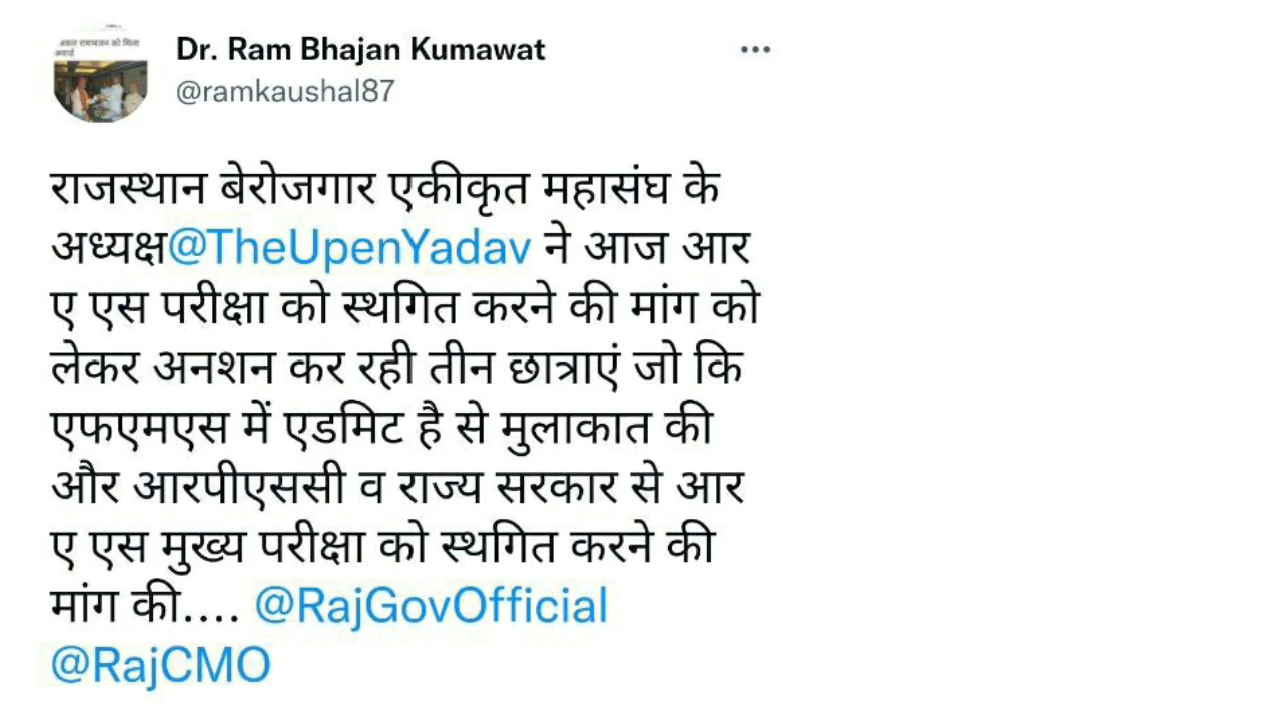 Dr. Ram Bhajan Kumawat
@ramkaushal87
राजस्थान बेरोजगार एकीकृत महासंघ के
अध्यक्ष@TheUpenYadav ने आज आर
ए एस परीक्षा को स्थगित करने की मांग को
लेकर अनशन कर रही तीन छात्राएं जो कि
एफएमएस में एडमिट है से मुलाकात की
और आरपीएससी व राज्य सरकार से आर
ए एस मुख्य परीक्षा को स्थगित करने की
मांग की.... @RajGovOfficial
@RajCMO